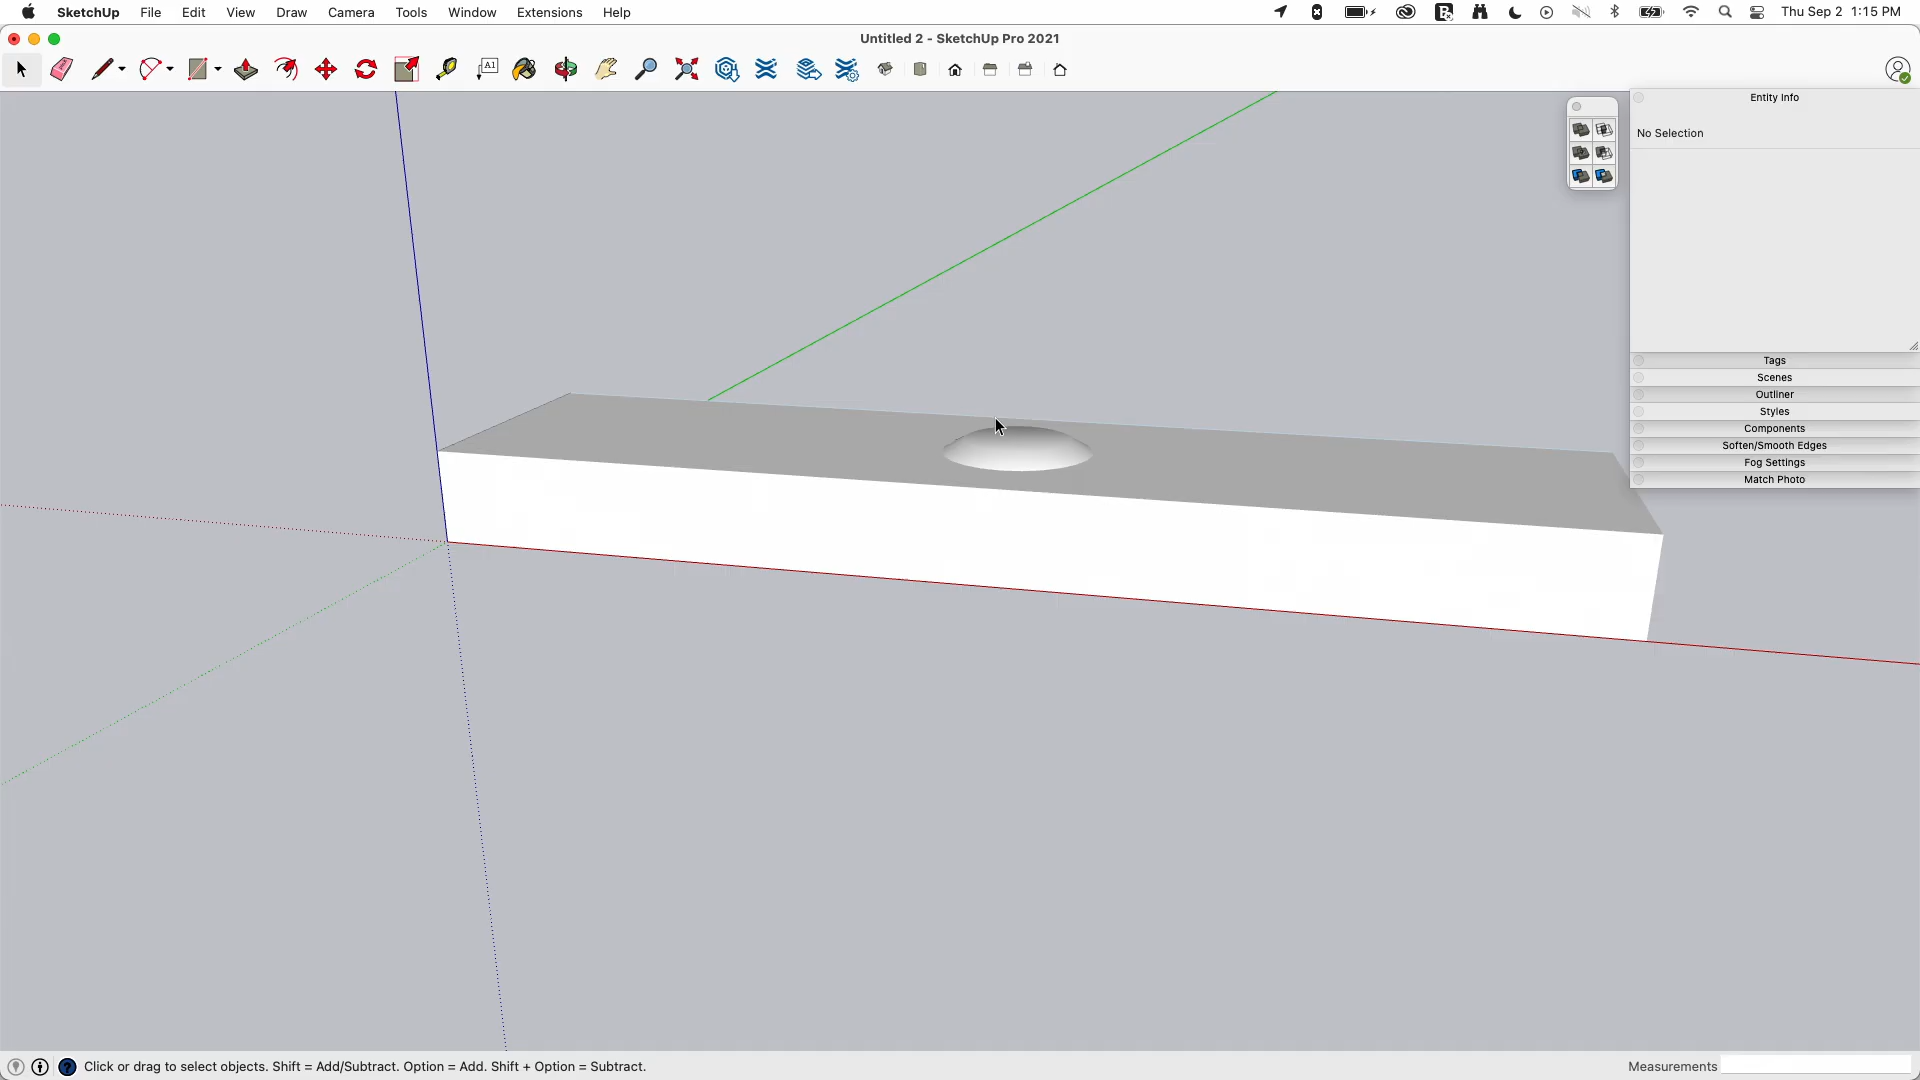 SketchUp File Edit View Draw Camera Tools Window Extensions Help Thu Sep 2 1:15 PM
Untitled 2 - SketchUp Pro 2021
A1
Entity Info
No Selection
Tags
Scenes
Outliner
Styles
Components
Soften/Smooth Edges
Fog Settings
Match Photo
Click or drag to select objects. Shift = Add/Subtract. Option = Add. Shift + Option = Subtract. Measurements